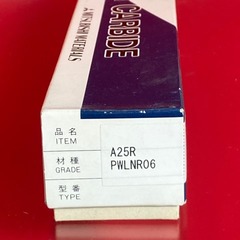 CARBIDE
MITSUBISHI MATERIALS
品名
ITEM
材種
GRADE
型番
TYPE
A25R
PWLNR06